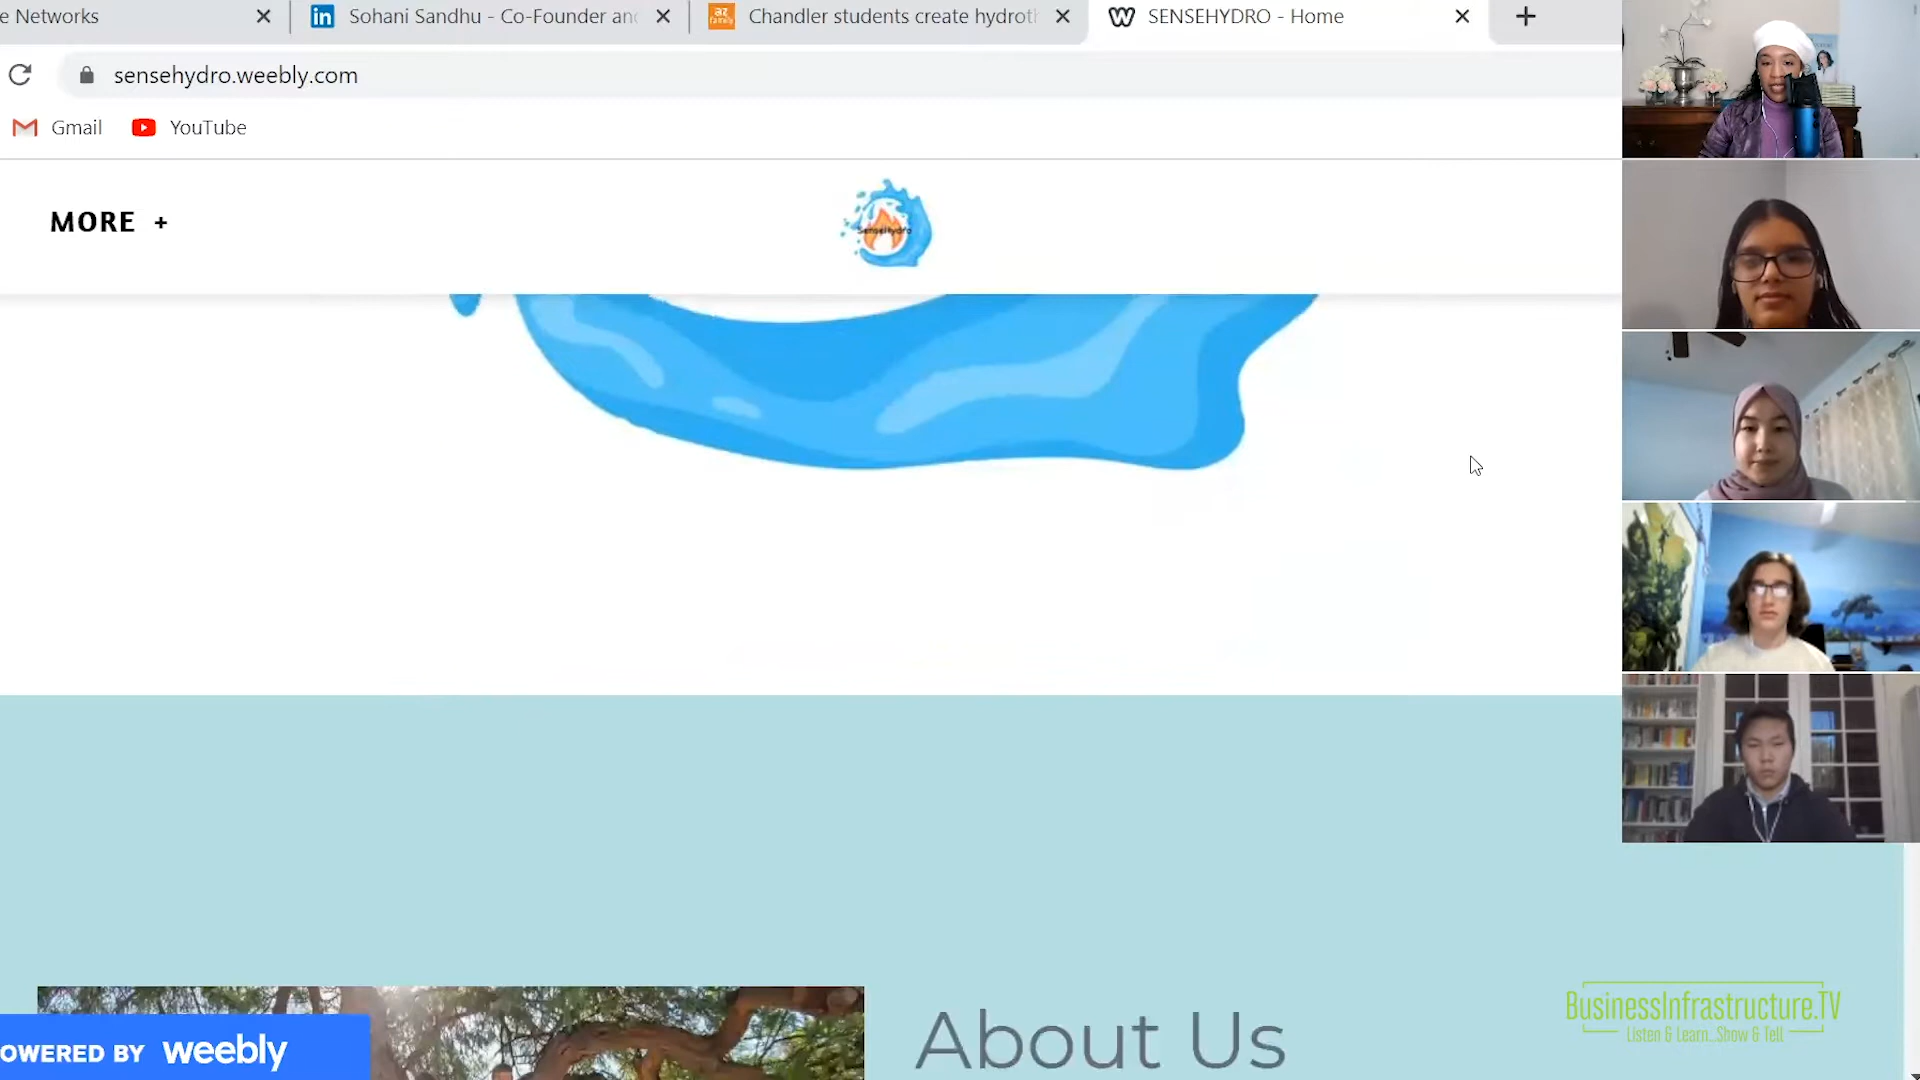 e Networks
Sohani Sandhu - Co-Founder an
Chandler students create hydrot
SENSEHYDRO - Home
sensehydro.weebly.com
Gmail
YouTube
MORE +
SenseHydro
About Us
OWERED BY weebly
BusinessInfrastructure.TV
Listen & Learn...Show & Tell